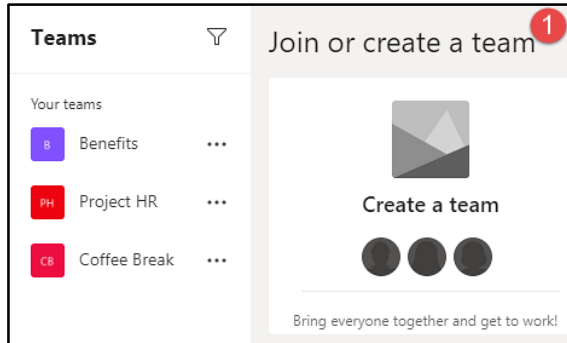 Teams
Your teams
B Benefits
PH Project HR
CB Coffee Break
Join or create a team 1
Create a team
Bring everyone together and get to work!